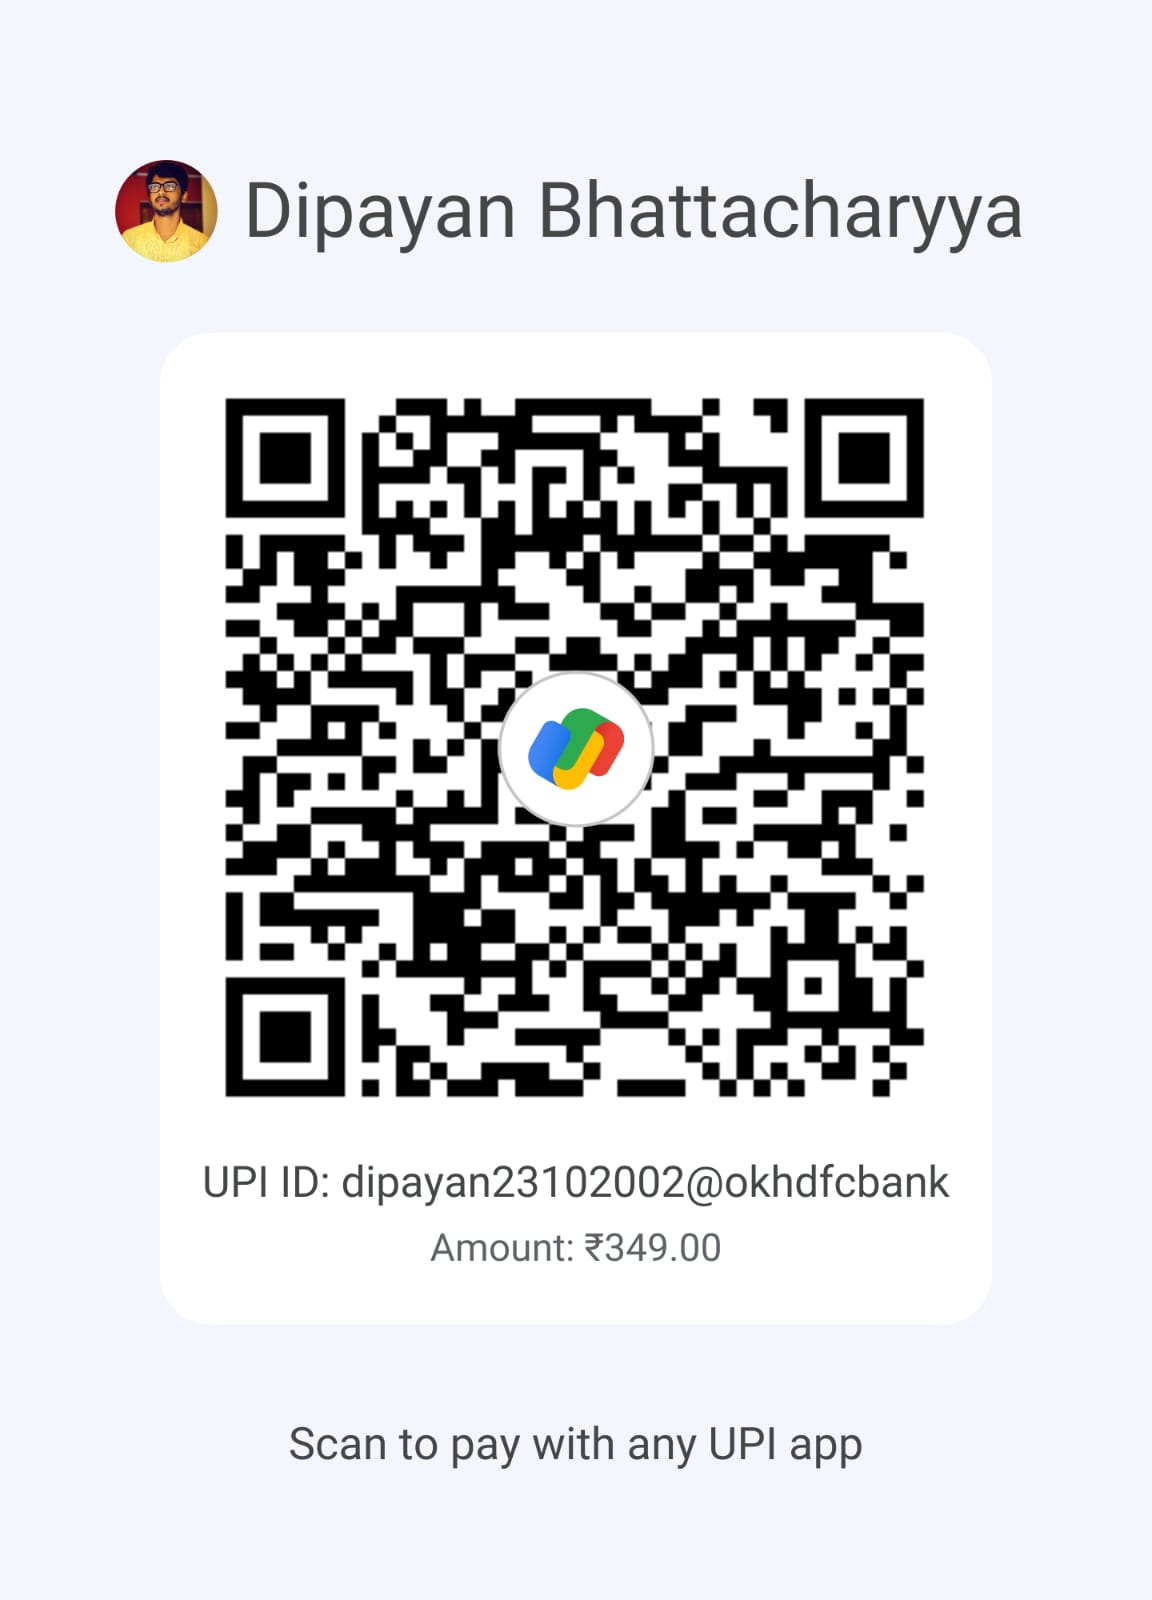 Dipayan Bhattacharyya
UPI ID: dipayan23102002@okhdfcbank
Amount: ₹349.00
Scan to pay with any UPI app